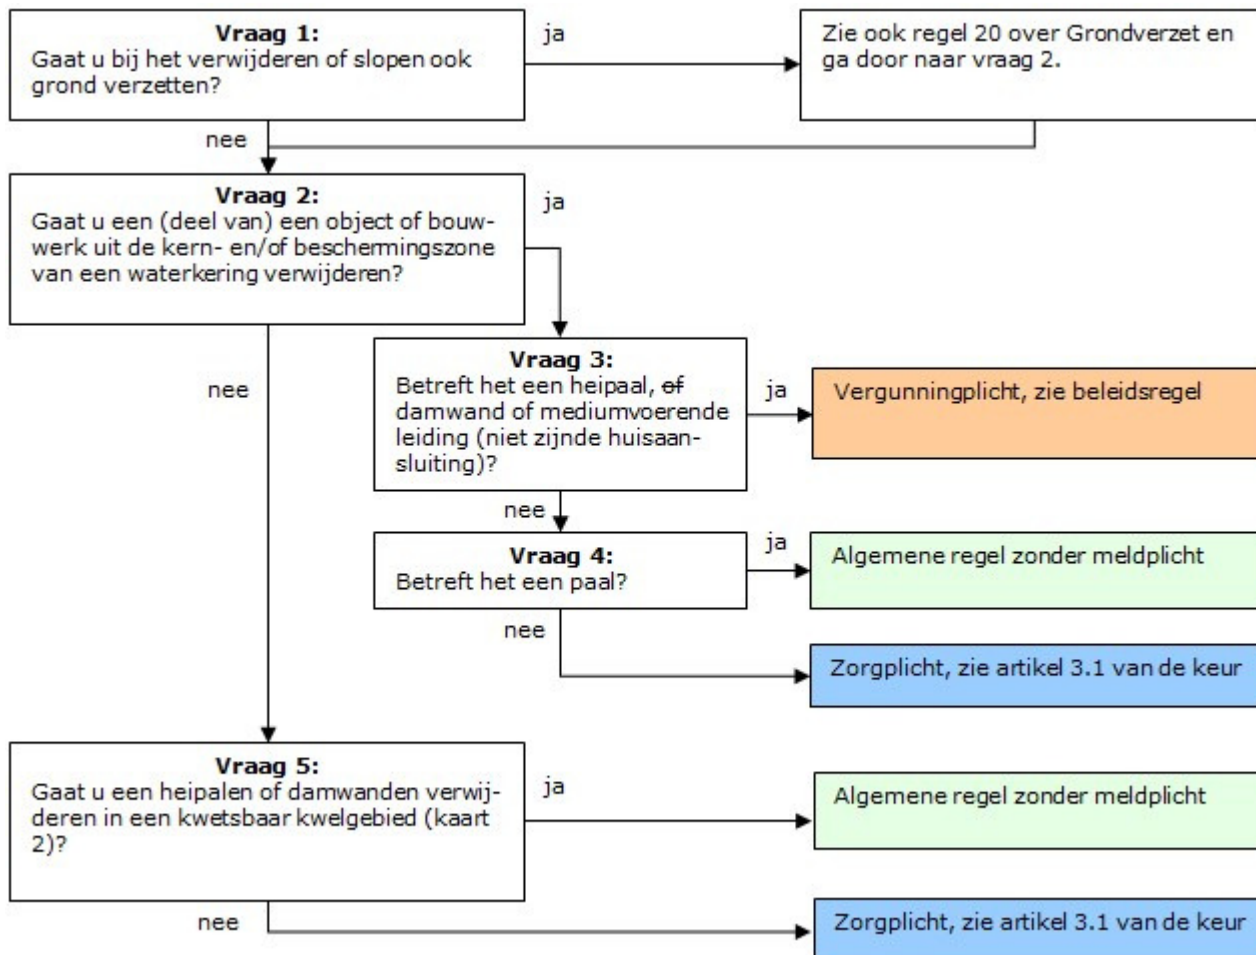 Vraag 1:
Gaat u bij het verwijderen of slopen ook
grond verzetten?
ja
Zie ook regel 20 over Grondverzet en
ga door naar vraag 2.
nee
Vraag 2:
Gaat u een (deel van) een object of bouw-
werk uit de kern- en/of beschermingszone
van een waterkering verwijderen?
ja
nee
Vraag 3:
Betreft het een heipaal, of
damwand of mediumvoerende
leiding (niet zijnde huisaan-
sluiting)?
ja
Vergunningplicht, zie beleidsregel
nee
Vraag 4:
Betreft het een paal?
ja
Algemene regel zonder meldplicht
nee
Zorgplicht, zie artikel 3.1 van de keur
Vraag 5:
Gaat u een heipalen of damwanden verwij-
deren in een kwetsbaar kwelgebied (kaart
2)?
ja
Algemene regel zonder meldplicht
nee
Zorgplicht, zie artikel 3.1 van de keur